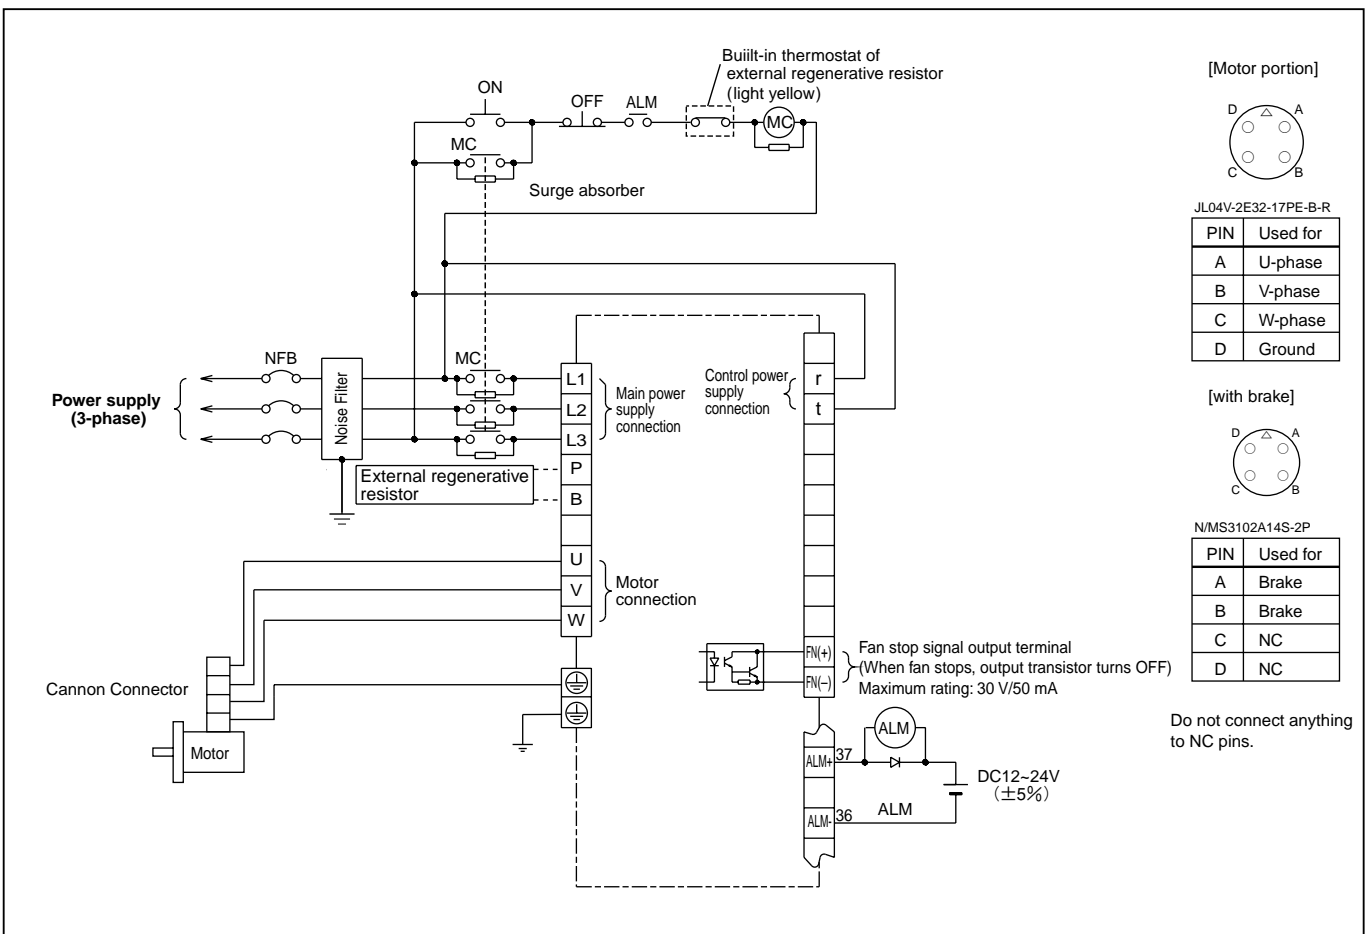 Buiilt-in thermostat of
external regenerative resistor
(light yellow)
ON
OFF
ALM
MC
MC
Surge absorber
NFB
Noise Filter
MC
Power supply
(3-phase)
L1
L2
L3
P
B
U
V
W
Main power
supply
connection
Control power
supply
connection
r
t
External regenerative
resistor
Motor
connection
Cannon Connector
Motor
FN(+)
FN(–)
Fan stop signal output terminal
(When fan stops, output transistor turns OFF)
Maximum rating: 30 V/50 mA
ALM
ALM+
37
ALM-
36
ALM
DC12~24V
(±5%)
[Motor portion]
D
A
C
B
JL04V-2E32-17PE-B-R
PIN Used for
A U-phase
B V-phase
C W-phase
D Ground
[with brake]
D
A
C
B
N/MS3102A14S-2P
PIN Used for
A Brake
B Brake
C NC
D NC
Do not connect anything
to NC pins.